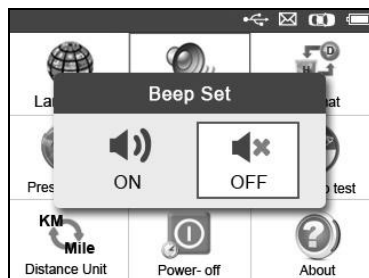 Beep Set
ON
OFF
KM
Mile
Distance Unit
Power- off
About